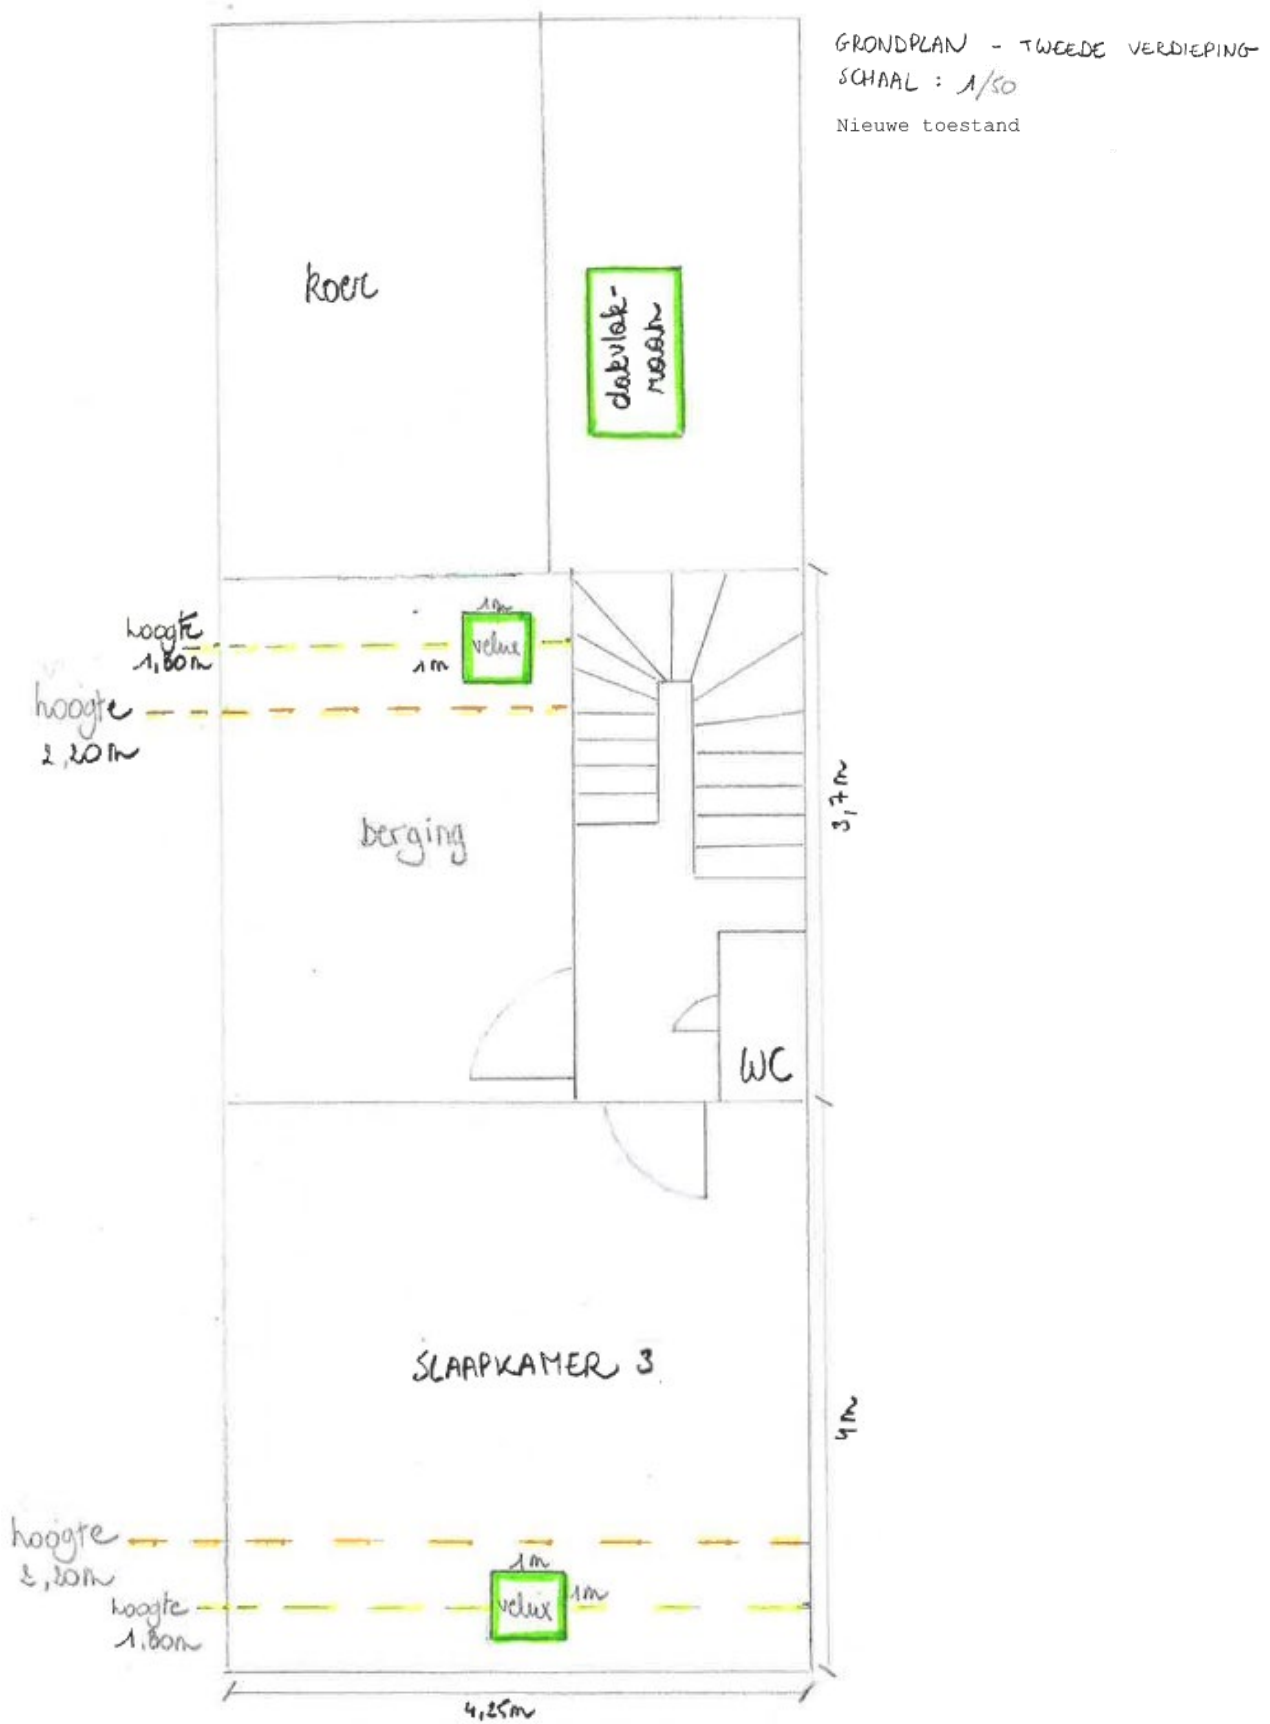 GRONDPLAN - TWEEDE VERDIEPING
SCHAAL : 1/50
Nieuwe toestand
koer
dakvlak-
raam
1m
hoogte
1,80m
velux
1m
hoogte
2,20m
berging
3,7m
WC
SLAAPKAMER 3
4m
hoogte
2,20m
1m
velux
1m
hoogte
1,80m
4,25m